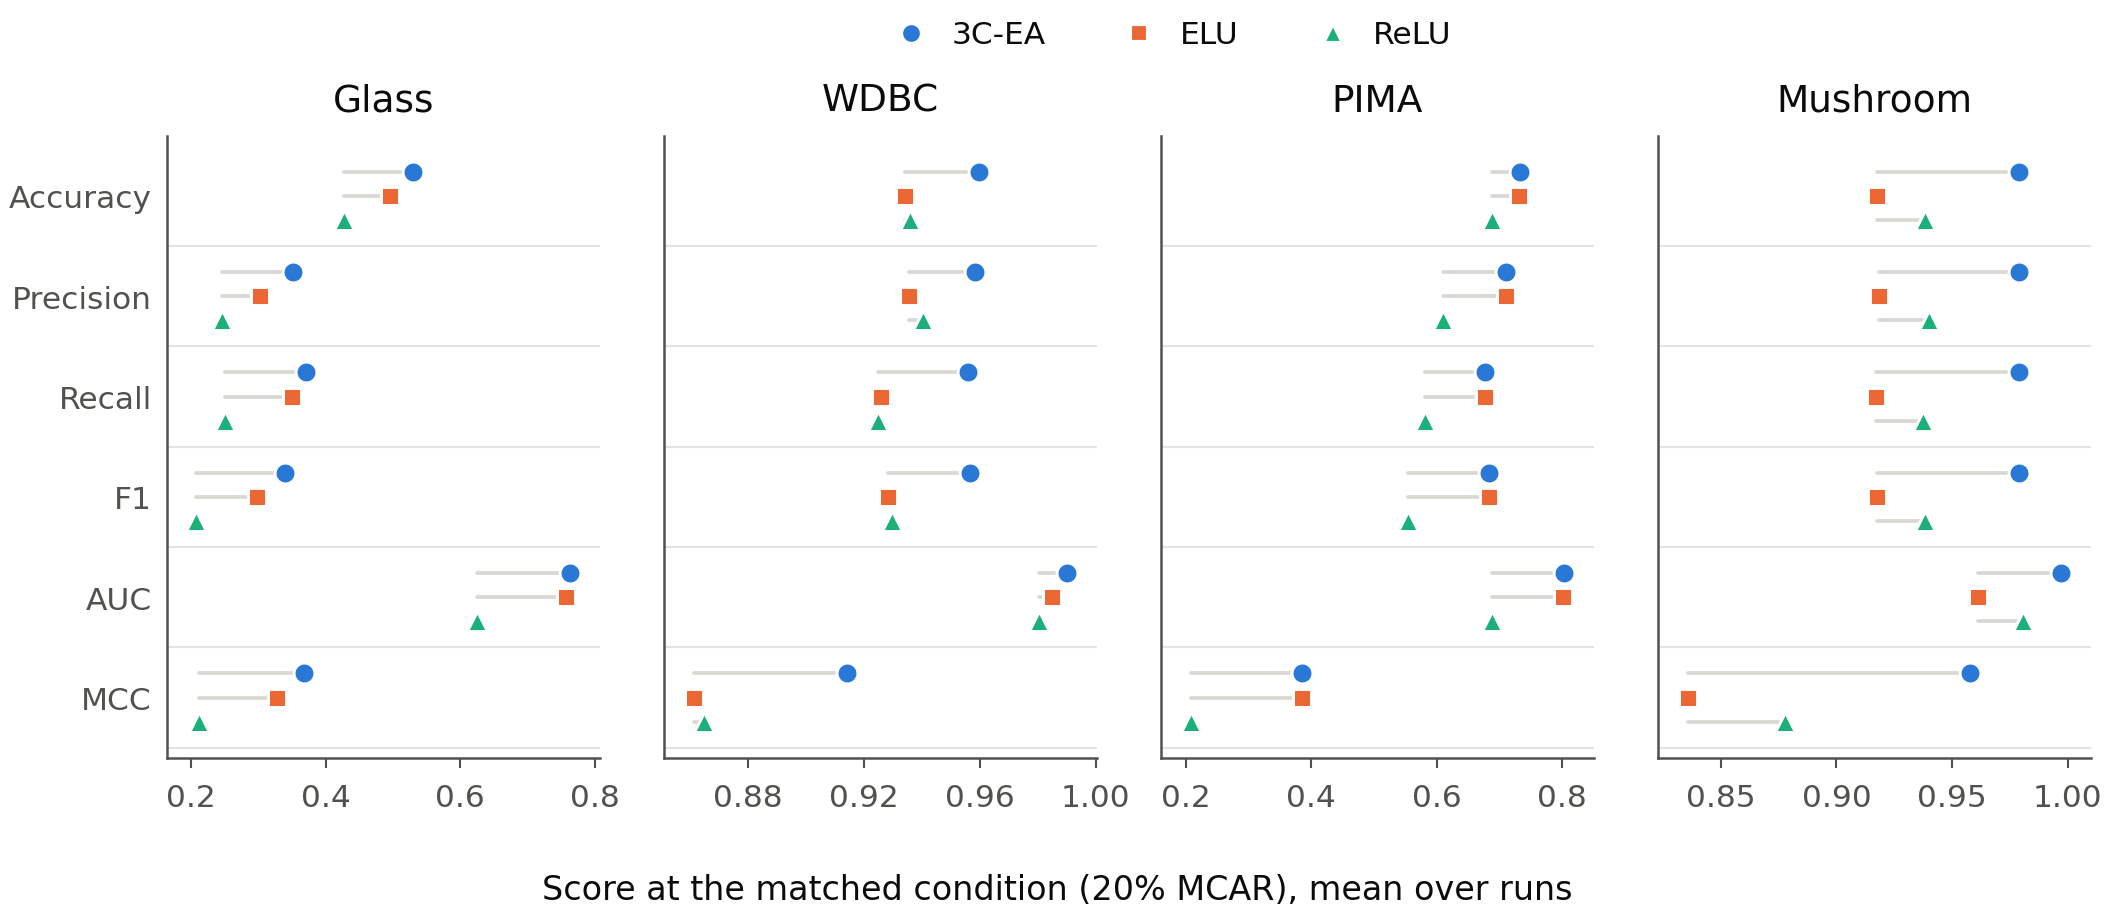 3C-EA ELU ReLU
Glass WDBC PIMA Mushroom
Accuracy
Precision
Recall
F1
AUC
MCC
0.2 0.4 0.6 0.8 0.88 0.92 0.96 1.00 0.2 0.4 0.6 0.8 0.85 0.90 0.95 1.00
Score at the matched condition (20% MCAR), mean over runs